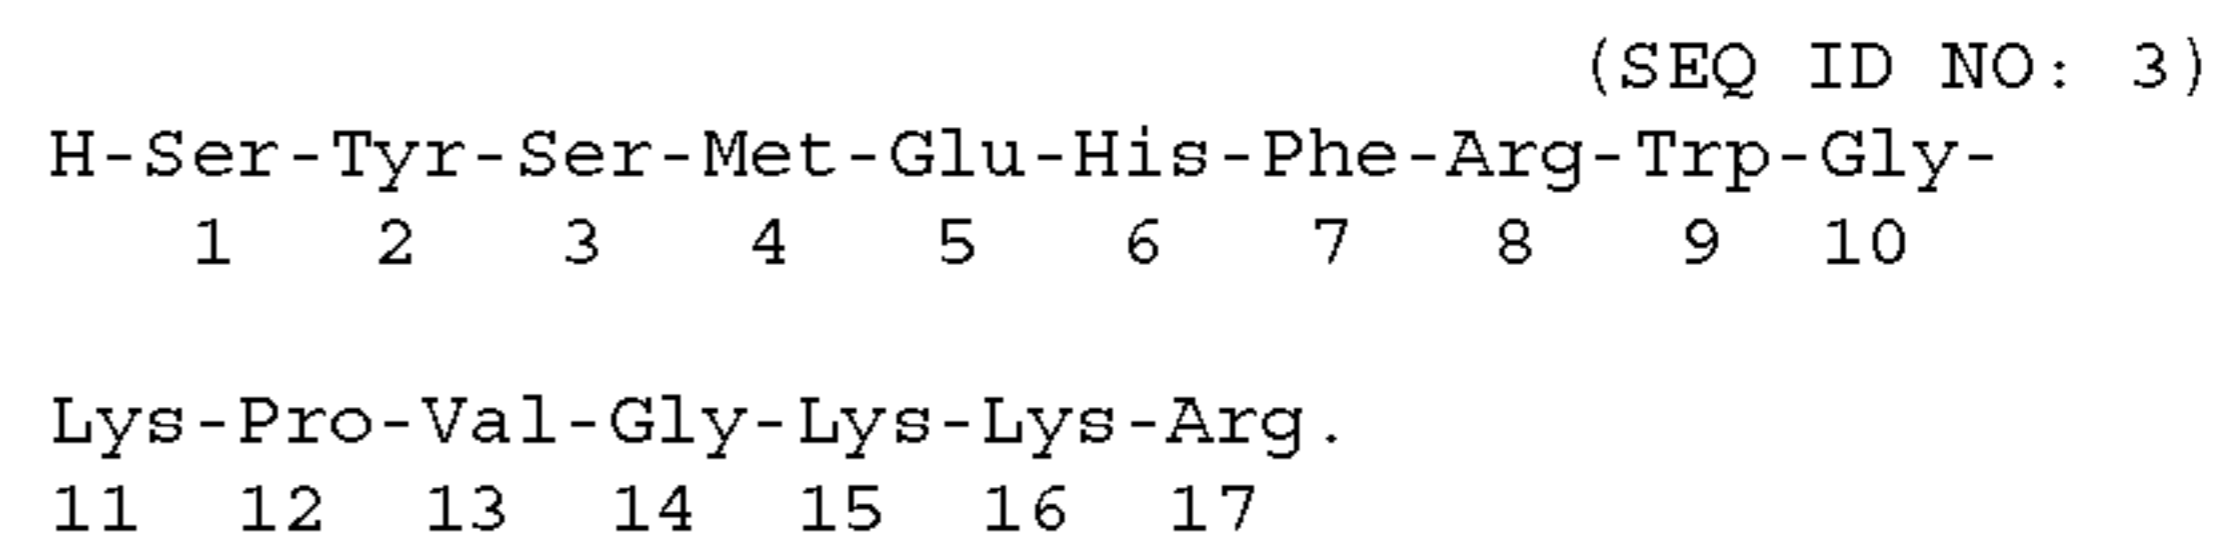 (SEQ ID NO: 3)
H-Ser-Tyr-Ser-Met-Glu-His-Phe-Arg-Trp-Gly-
1 2 3 4 5 6 7 8 9 10
Lys-Pro-Val-Gly-Lys-Lys-Arg.
11 12 13 14 15 16 17